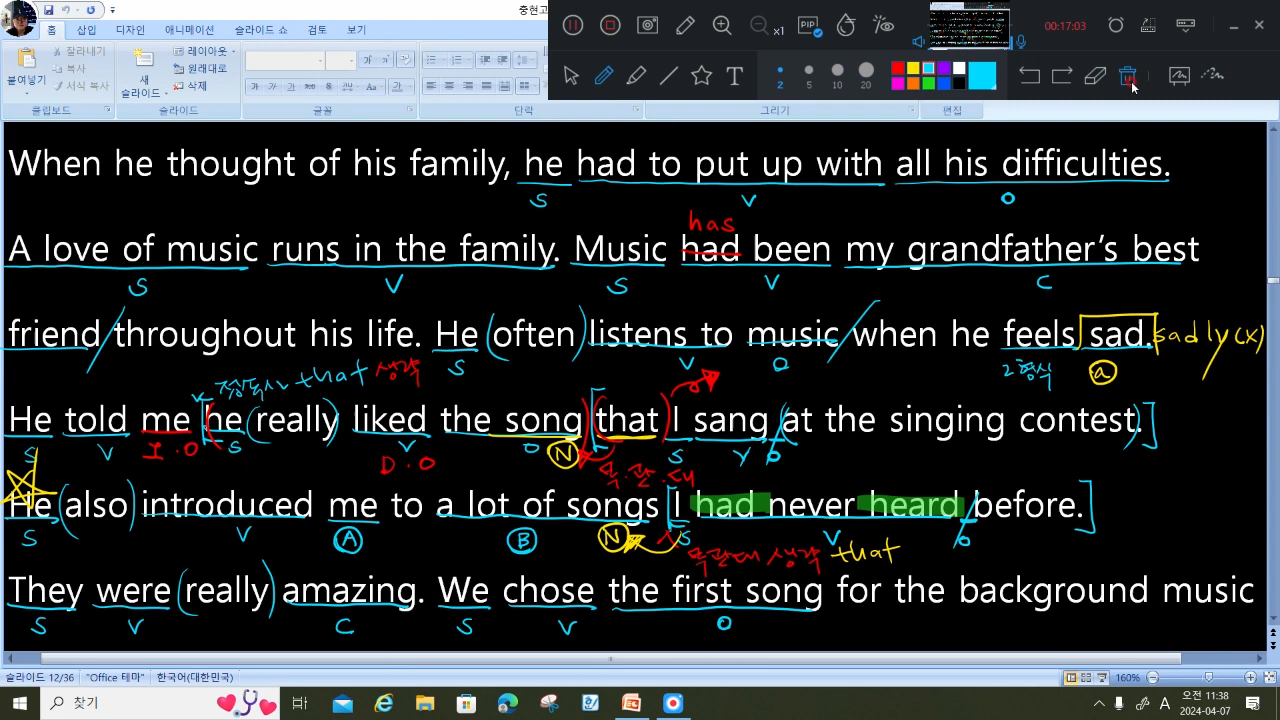 중현고
홈 삽입 디자인 애니메이션 슬라이드 쇼 검토 보기
x1 PIP 00:17:03
붙여넣기 잘라내기 복사 서식 복사 새 슬라이드 레이아웃 원래대로 삭제
2 5 10 20
클립보드 슬라이드 글꼴 단락 그리기 편집
When he thought of his family, he had to put up with all his difficulties.
S V O
has
A love of music runs in the family. Music had been my grandfather's best
S V S V C
friend throughout his life. He (often) listens to music when he feels sad. sadly(x)
S V O 2형식 a
접속사 that 생략
He told me [he (really) liked the song) [(that) I sang (at the singing contest.)]
S V I.O S V O N S V
D.O 목.관.대
He (also) introduced me to a lot of songs [I had never heard before.]
S V A B N S V
목관대 생략 that
They were (really) amazing. We chose the first song for the background music
S V C S V O
슬라이드 12/36 "Office 테마" 한국어(대한민국) 160%
찾기 A 오전 11:38
2024-04-07